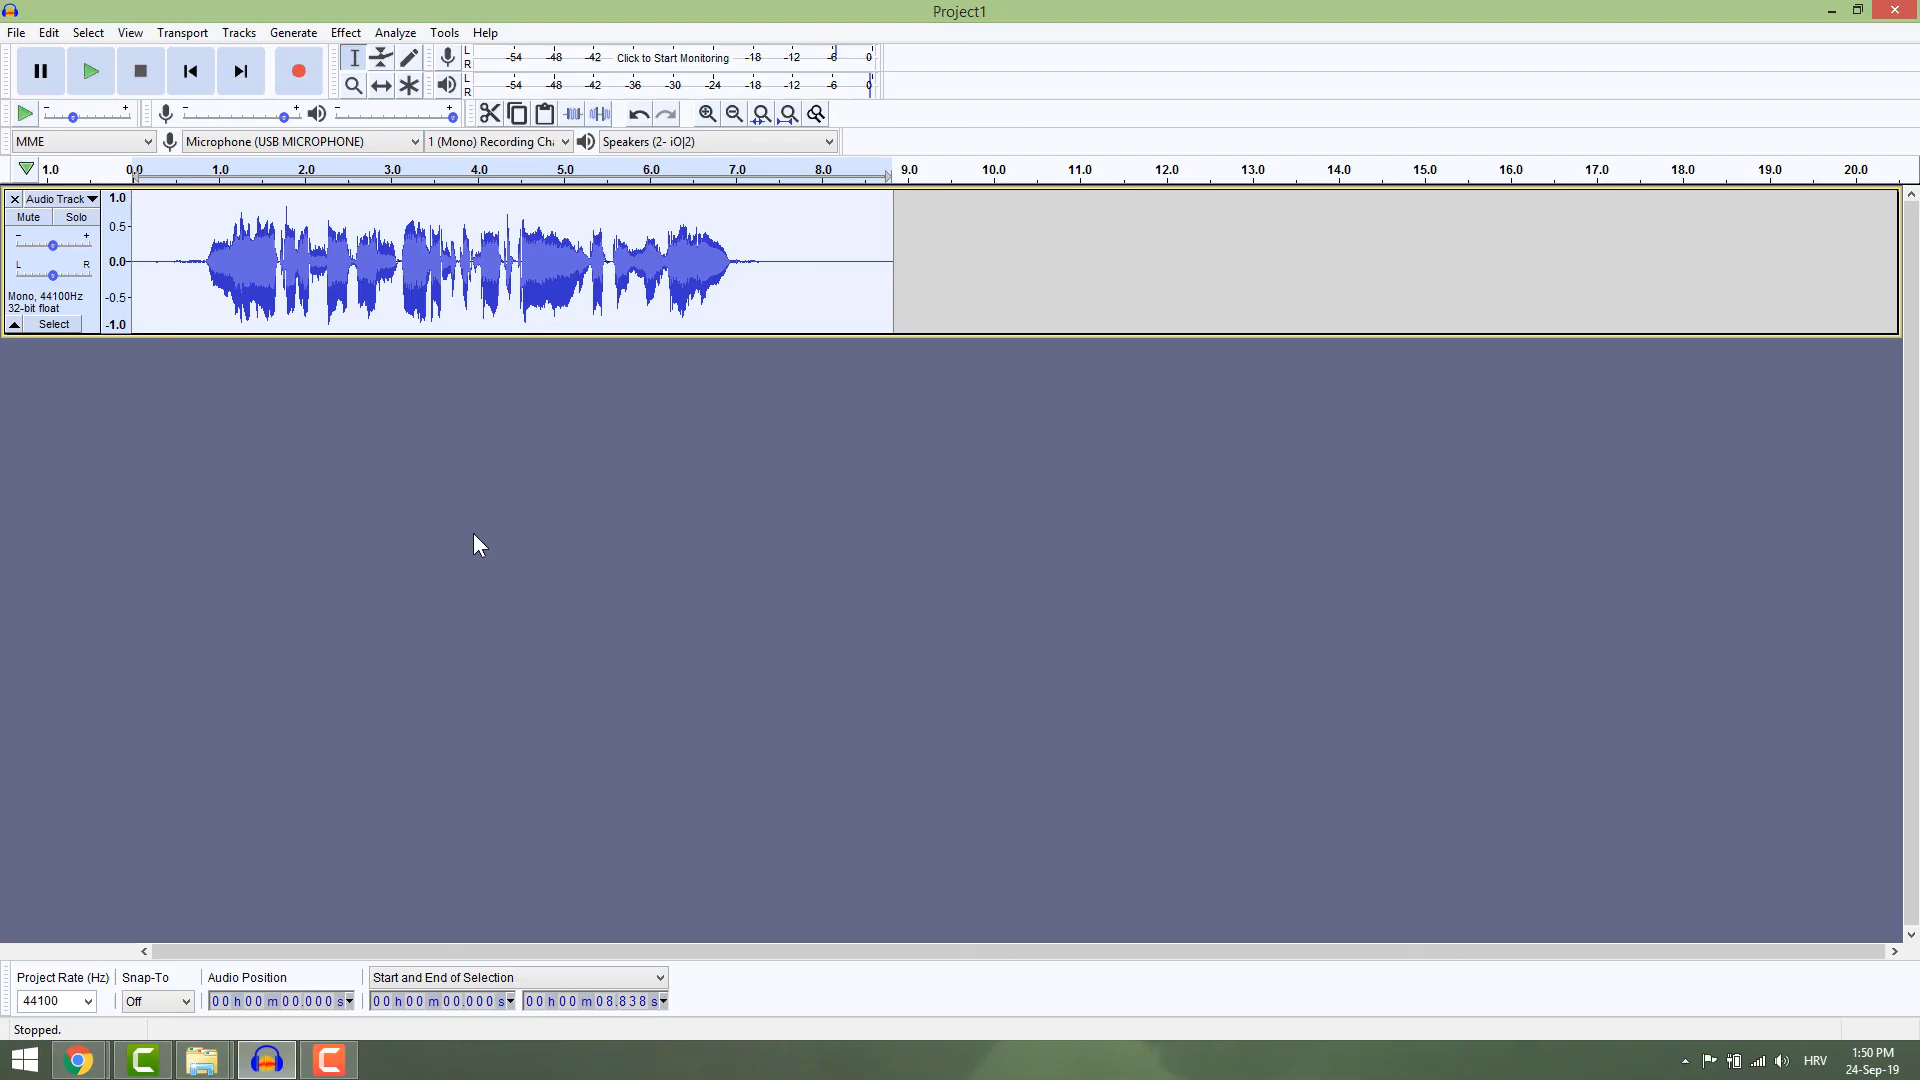 Project1
File Edit Select View Transport Tracks Generate Effect Analyze Tools Help
L R -54 -48 -42 Click to Start Monitoring -18 -12 -6 0
L R -54 -48 -42 -36 -30 -24 -18 -12 -6 0
- + - + - +
MME Microphone (USB MICROPHONE) 1 (Mono) Recording Cha Speakers (2- iO|2)
1.0 0.0 1.0 2.0 3.0 4.0 5.0 6.0 7.0 8.0 9.0 10.0 11.0 12.0 13.0 14.0 15.0 16.0 17.0 18.0 19.0 20.0
Audio Track 1.0
Mute Solo
0.5
- +
L R 0.0
Mono, 44100Hz -0.5
32-bit float
Select -1.0
Project Rate (Hz) Snap-To Audio Position Start and End of Selection
44100 Off 00 h 00 m 00.000 s 00 h 00 m 00.000 s 00 h 00 m 08.838 s
Stopped.
HRV 1:50 PM
24-Sep-19